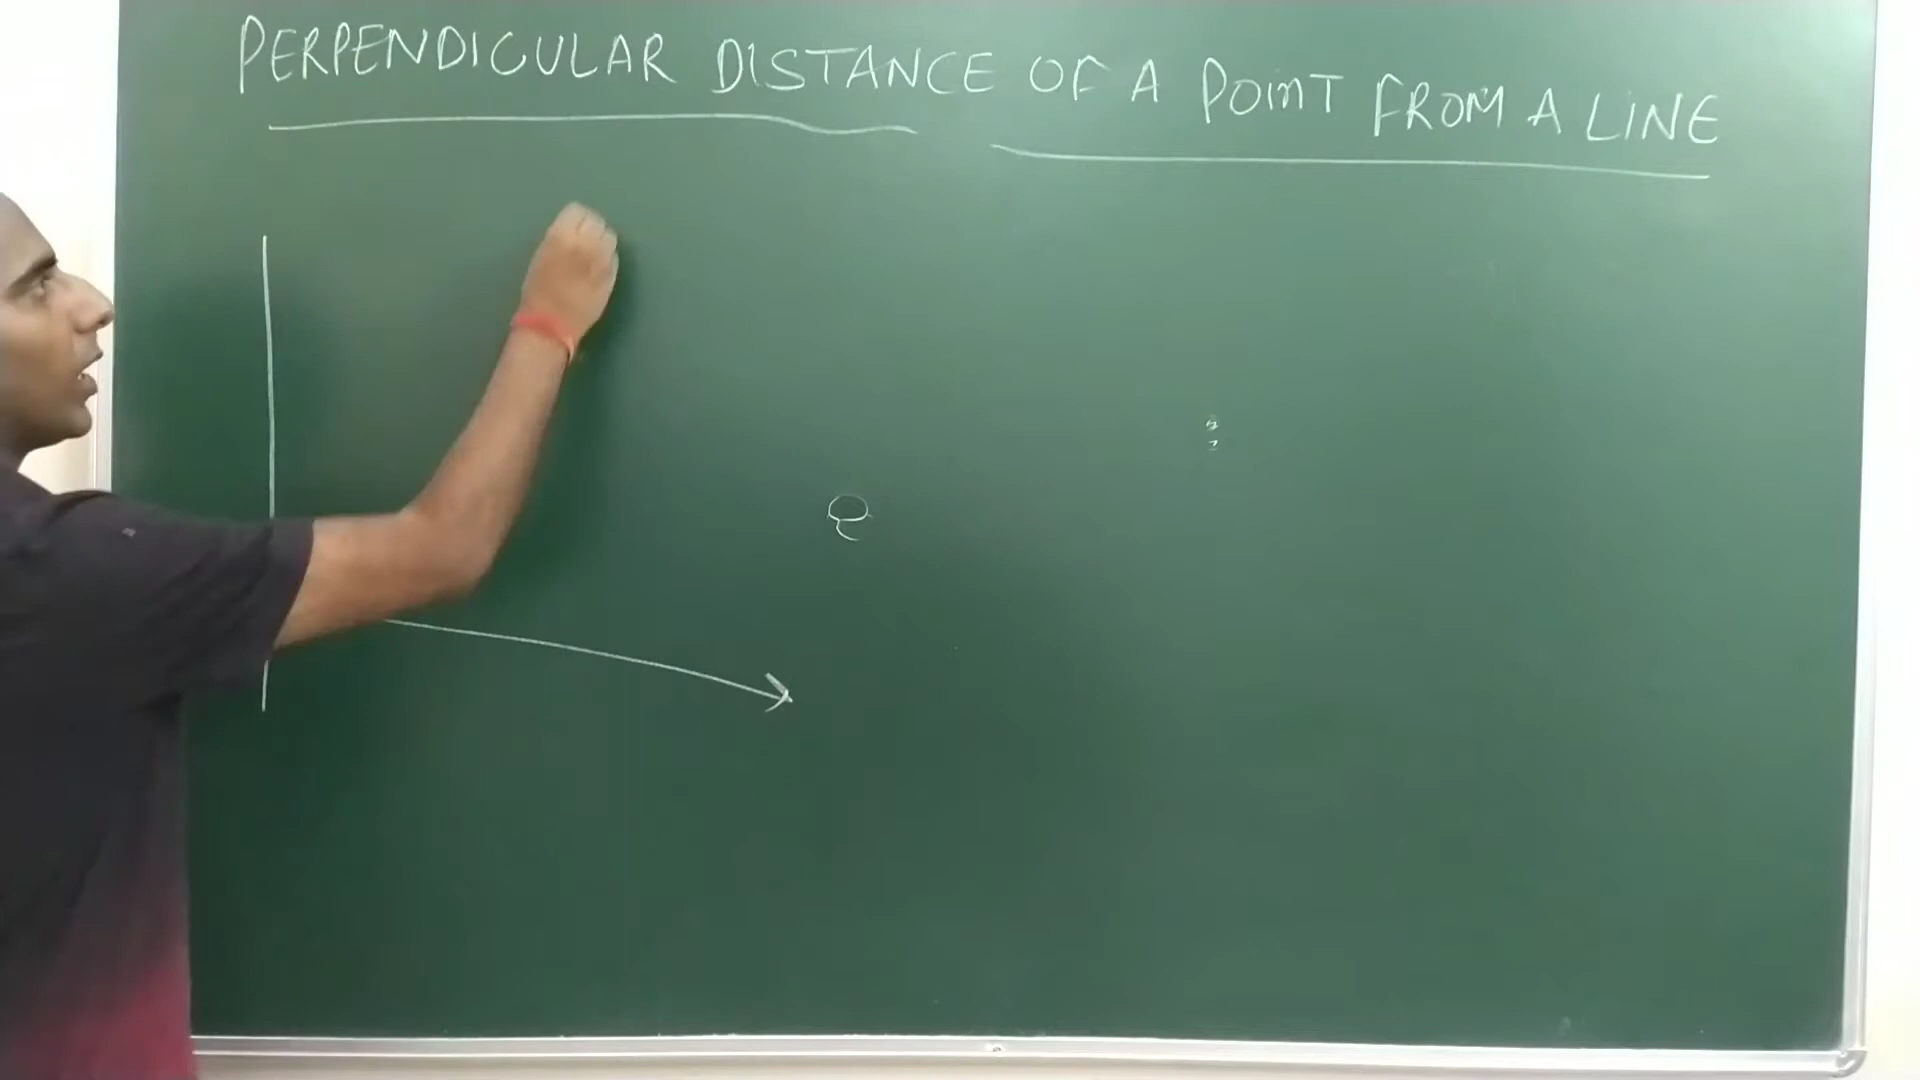 PERPENDICULAR DISTANCE OF A POINT FROM A LINE